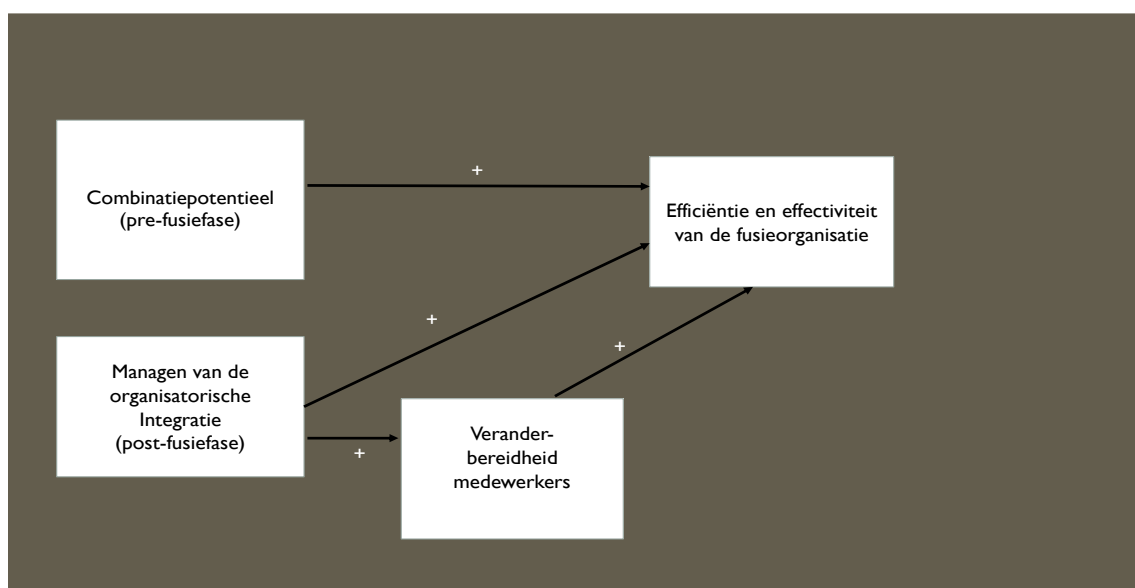 Combinatiepotentieel
(pre-fusiefase)
+
Efficiëntie en effectiviteit
van de fusieorganisatie
+
+
Managen van de
organisatorische
Integratie
(post-fusiefase)
+
Verander-
bereidheid
medewerkers